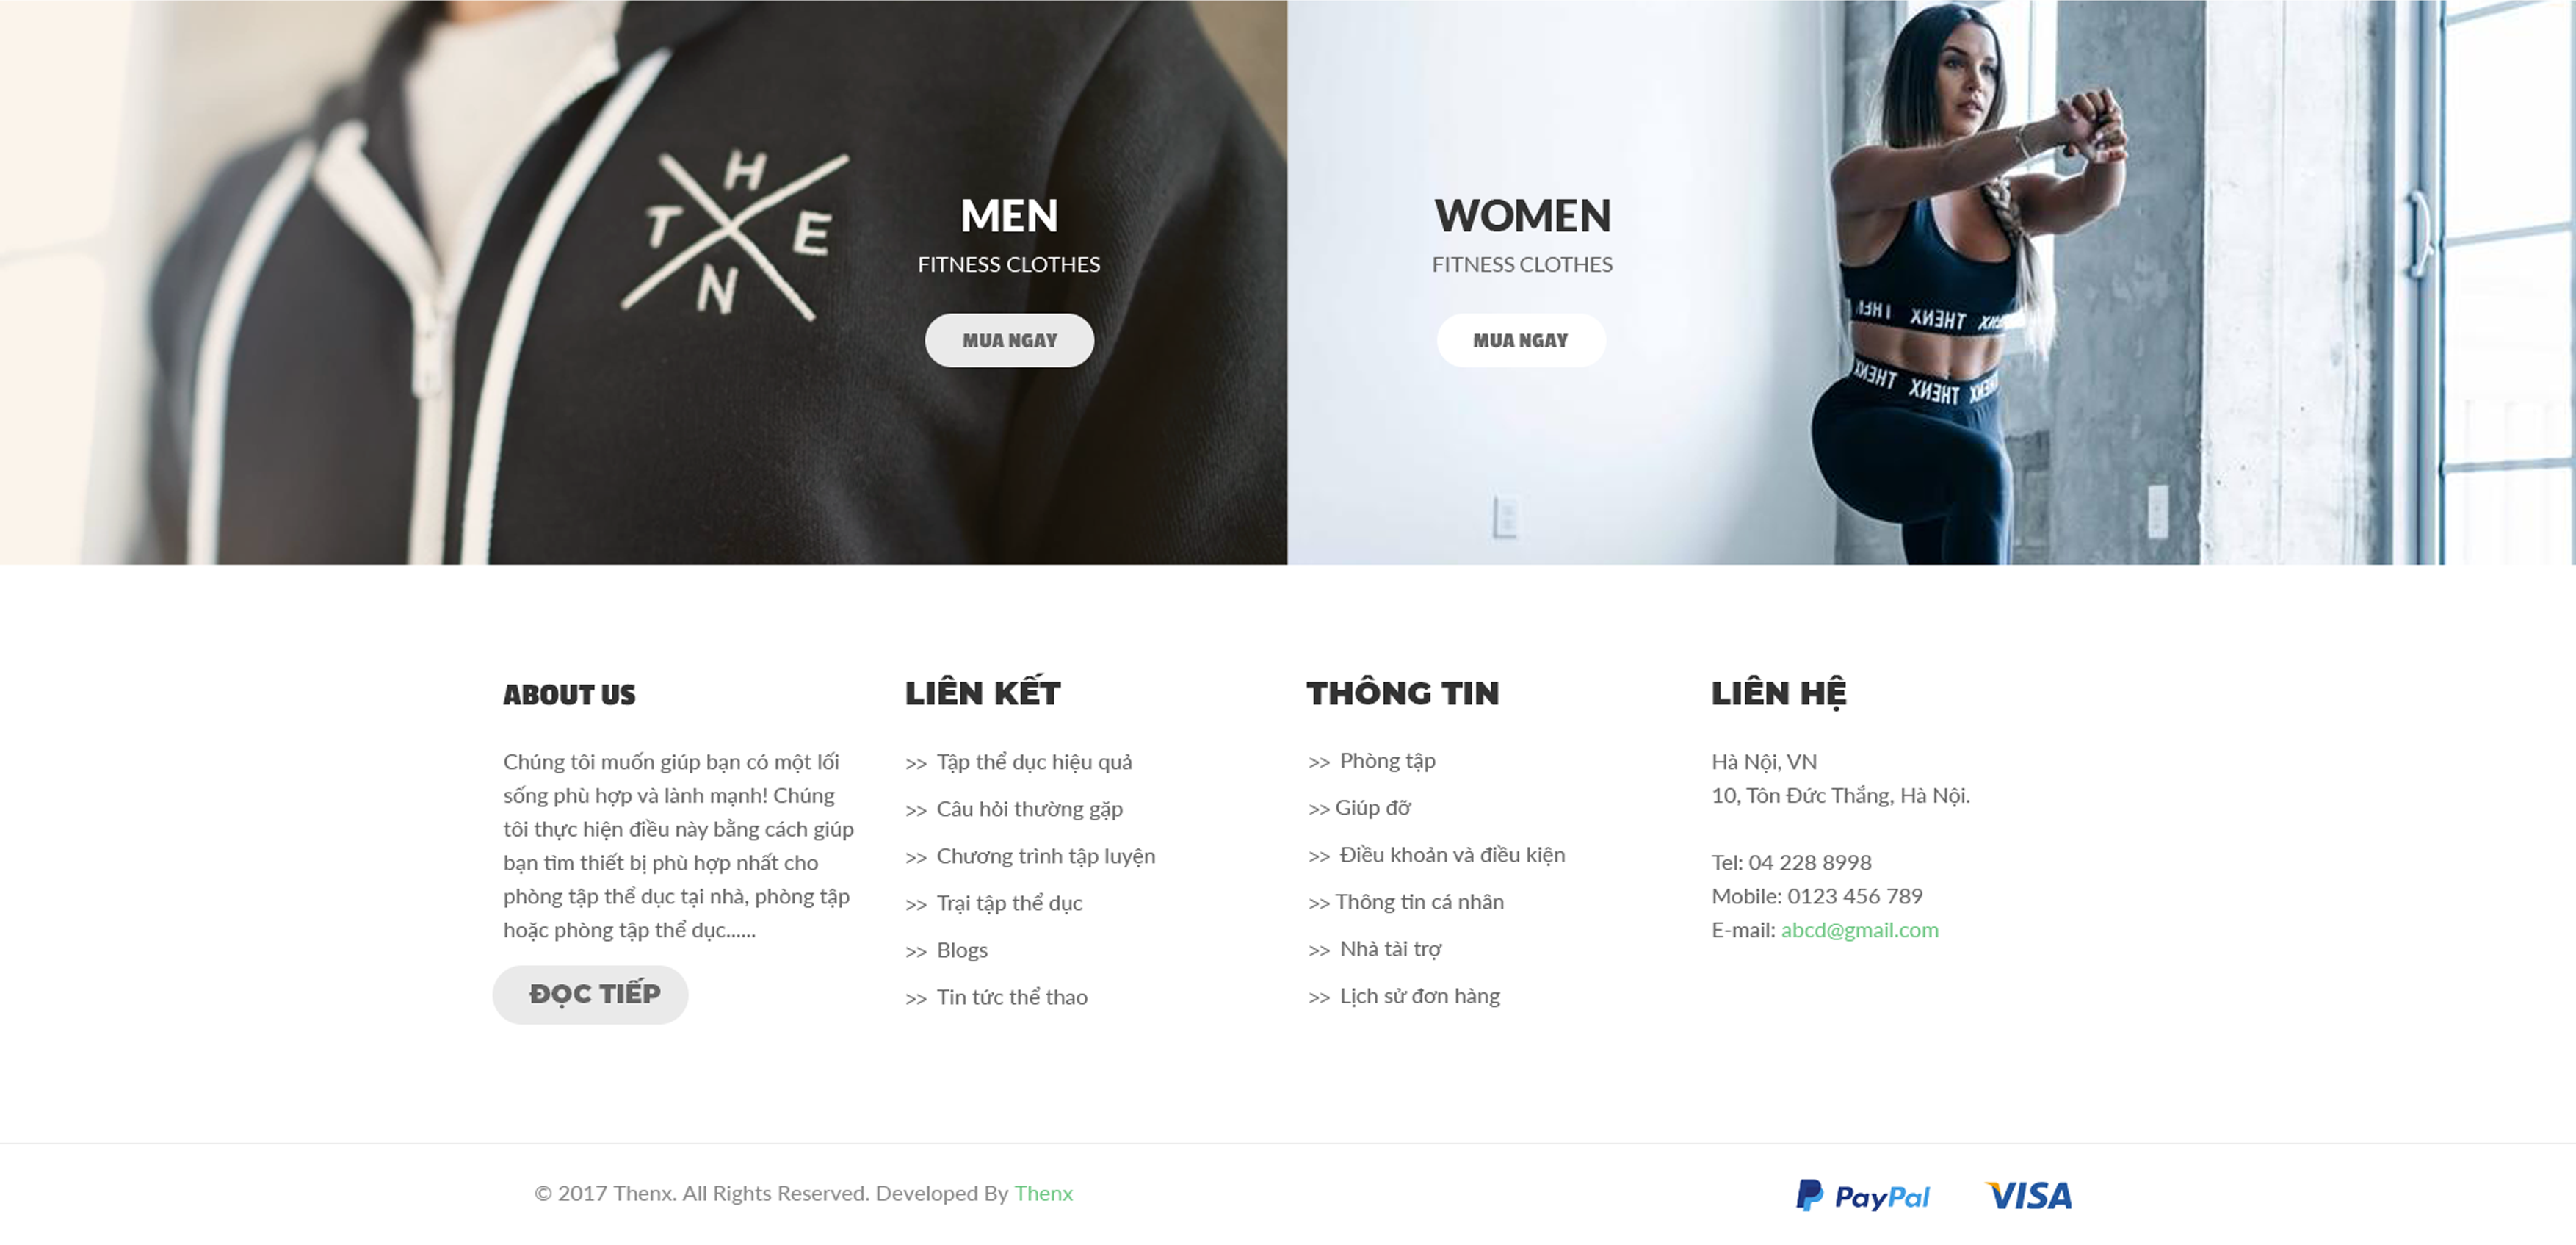 H
T E
N
MEN
FITNESS CLOTHES
MUA NGAY
WOMEN
FITNESS CLOTHES
MUA NGAY
THENX
THENX
THENX
ABOUT US
Chúng tôi muốn giúp bạn có một lối
sống phù hợp và lành mạnh! Chúng
tôi thực hiện điều này bằng cách giúp
bạn tìm thiết bị phù hợp nhất cho
phòng tập thể dục tại nhà, phòng tập
hoặc phòng tập thể dục......
ĐỌC TIẾP
LIÊN KẾT
>> Tập thể dục hiệu quả
>> Câu hỏi thường gặp
>> Chương trình tập luyện
>> Trại tập thể dục
>> Blogs
>> Tin tức thể thao
THÔNG TIN
>> Phòng tập
>> Giúp đỡ
>> Điều khoản và điều kiện
>> Thông tin cá nhân
>> Nhà tài trợ
>> Lịch sử đơn hàng
LIÊN HỆ
Hà Nội, VN
10, Tôn Đức Thắng, Hà Nội.
Tel: 04 228 8998
Mobile: 0123 456 789
E-mail: abcd@gmail.com
© 2017 Thenx. All Rights Reserved. Developed By Thenx
PayPal
VISA